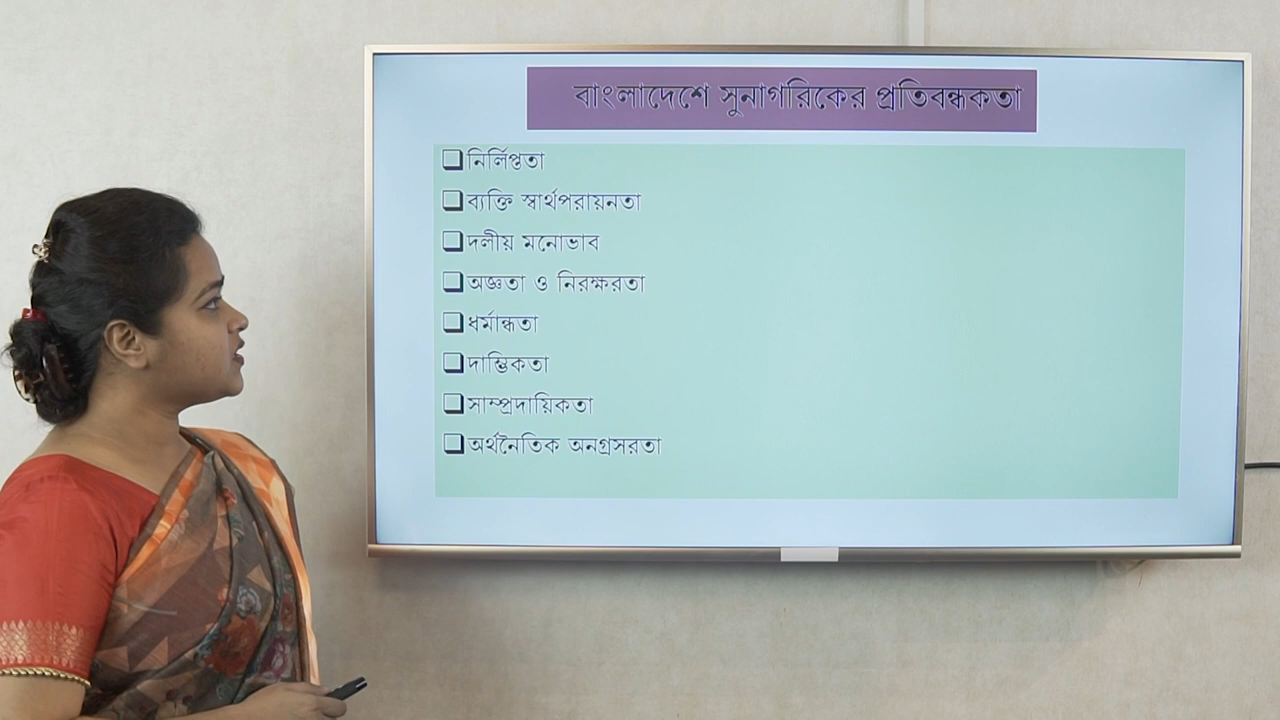 বাংলাদেশে সুনাগরিকের প্রতিবন্ধকতা
❑নির্লিপ্ততা
❑ব্যক্তি স্বার্থপরায়নতা
❑দলীয় মনোভাব
❑অজ্ঞতা ও নিরক্ষরতা
❑ধর্মান্ধতা
❑দাম্ভিকতা
❑সাম্প্রদায়িকতা
❑অর্থনৈতিক অনগ্রসরতা